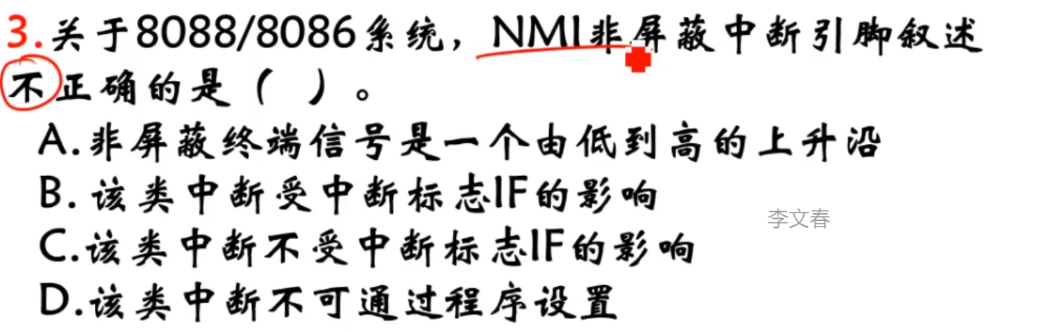 3.关于8088/8086系统，NMI非屏蔽中断引脚叙述
不正确的是（ ）。
A.非屏蔽终端信号是一个由低到高的上升沿
B.该类中断受中断标志IF的影响
李文春
C.该类中断不受中断标志IF的影响
D.该类中断不可通过程序设置